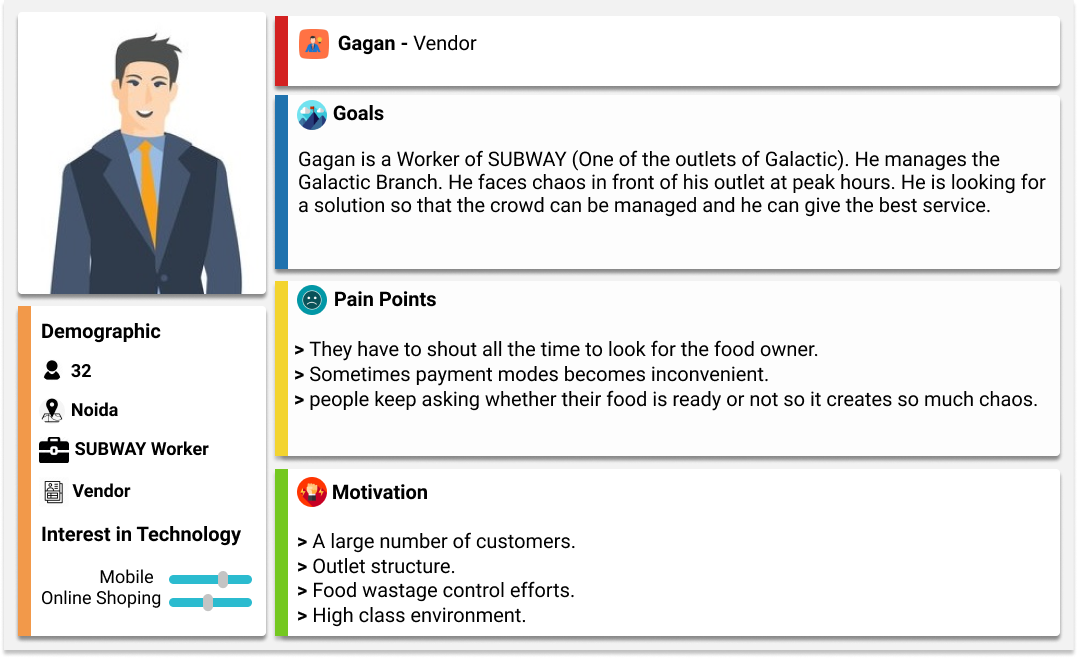 Gagan - Vendor
Goals
Gagan is a Worker of SUBWAY (One of the outlets of Galactic). He manages the
Galactic Branch. He faces chaos in front of his outlet at peak hours. He is looking for
a solution so that the crowd can be managed and he can give the best service.
Pain Points
> They have to shout all the time to look for the food owner.
> Sometimes payment modes becomes inconvenient.
> people keep asking whether their food is ready or not so it creates so much chaos.
Motivation
> A large number of customers.
> Outlet structure.
> Food wastage control efforts.
> High class environment.
Demographic
32
Noida
SUBWAY Worker
Vendor
Interest in Technology
Mobile
Online Shoping